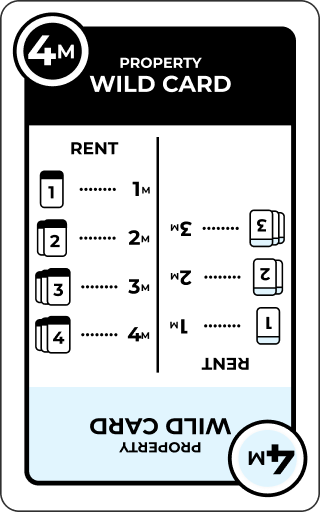 4M
PROPERTY
WILD CARD
RENT
1 ........ 1M
2 ........ 2M
3 ........ 3M
4 ........ 4M
4M
PROPERTY
WILD CARD
RENT
1 ........ 1M
2 ........ 2M
3 ........ 3M